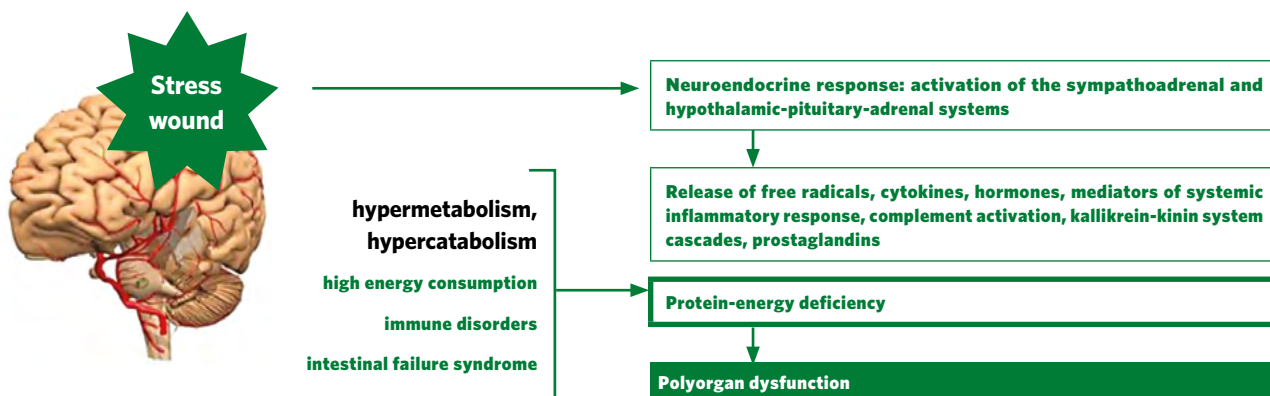 Stress
wound
Neuroendocrine response: activation of the sympathoadrenal and
hypothalamic-pituitary-adrenal systems
Release of free radicals, cytokines, hormones, mediators of systemic
inflammatory response, complement activation, kallikrein-kinin system
cascades, prostaglandins
hypermetabolism,
hypercatabolism
high energy consumption
immune disorders
intestinal failure syndrome
Protein-energy deficiency
Polyorgan dysfunction